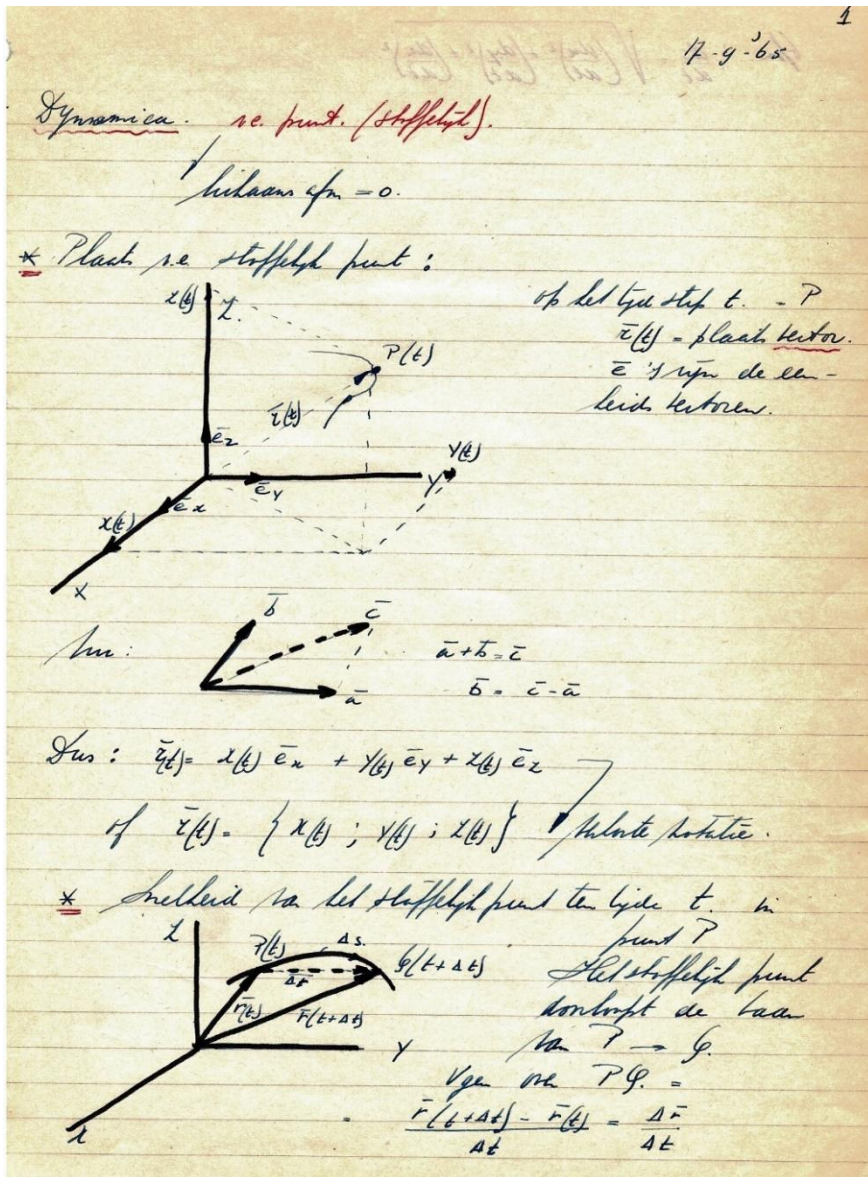 1
17-9-'65
Dynamica. v.e. punt. (stoffelijk).
lichaams afm = 0.
* Plaats v.e. stoffelijk punt :
z(t) Z.
op het tijdstip t. = P
P(t)
r̄(t) = plaats vector.
ē 's zijn de een-
heids vectoren.
r̄(t)
ēz
Y(t)
ēy Y
ēx
x(t)
X
b̄ c̄
Nu: ā + b̄ = c̄
ā b̄ = c̄ - ā
Dus : r̄(t) = x(t) ēx + y(t) ēy + z(t) ēz
of r̄(t) = { x(t) ; y(t) ; z(t) } verkorte notatie.
* Snelheid van het stoffelijk punt ten tijde t. in
punt P
Z P(t) Δs. Q(t+Δt)
Δr̄
Het stoffelijk punt
r̄(t) r̄(t+Δt)
doorloopt de baan
van P → Q.
Y
Vgem over PQ. =
r̄(t+Δt) - r̄(t) / Δt = Δr̄ / Δt
X